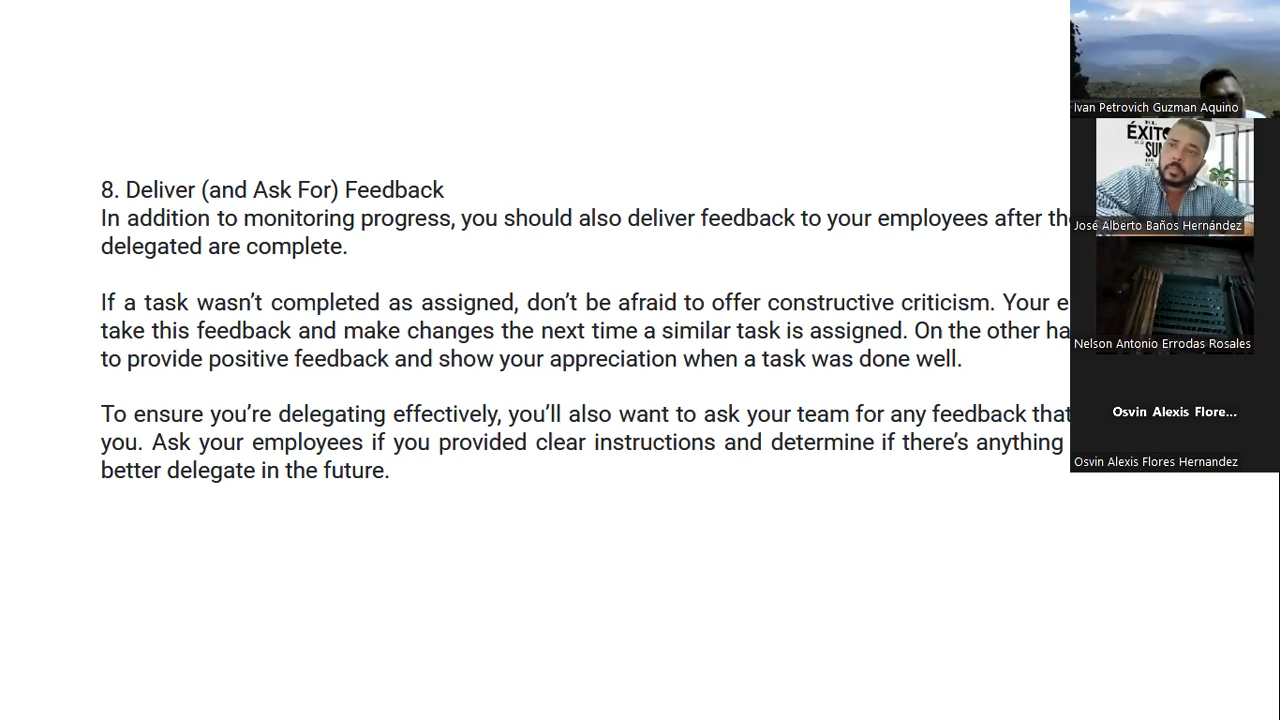 8. Deliver (and Ask For) Feedback
In addition to monitoring progress, you should also deliver feedback to your employees after
delegated are complete.
If a task wasn’t completed as assigned, don’t be afraid to offer constructive criticism. Your
take this feedback and make changes the next time a similar task is assigned. On the other
to provide positive feedback and show your appreciation when a task was done well.
To ensure you’re delegating effectively, you’ll also want to ask your team for any feedback that
you. Ask your employees if you provided clear instructions and determine if there’s anything
better delegate in the future.
Ivan Petrovich Guzman Aquino
EL
ÉXITO
SUM
DE
José Alberto Baños Hernández
Nelson Antonio Errodas Rosales
Osvin Alexis Flore...
Osvin Alexis Flores Hernandez